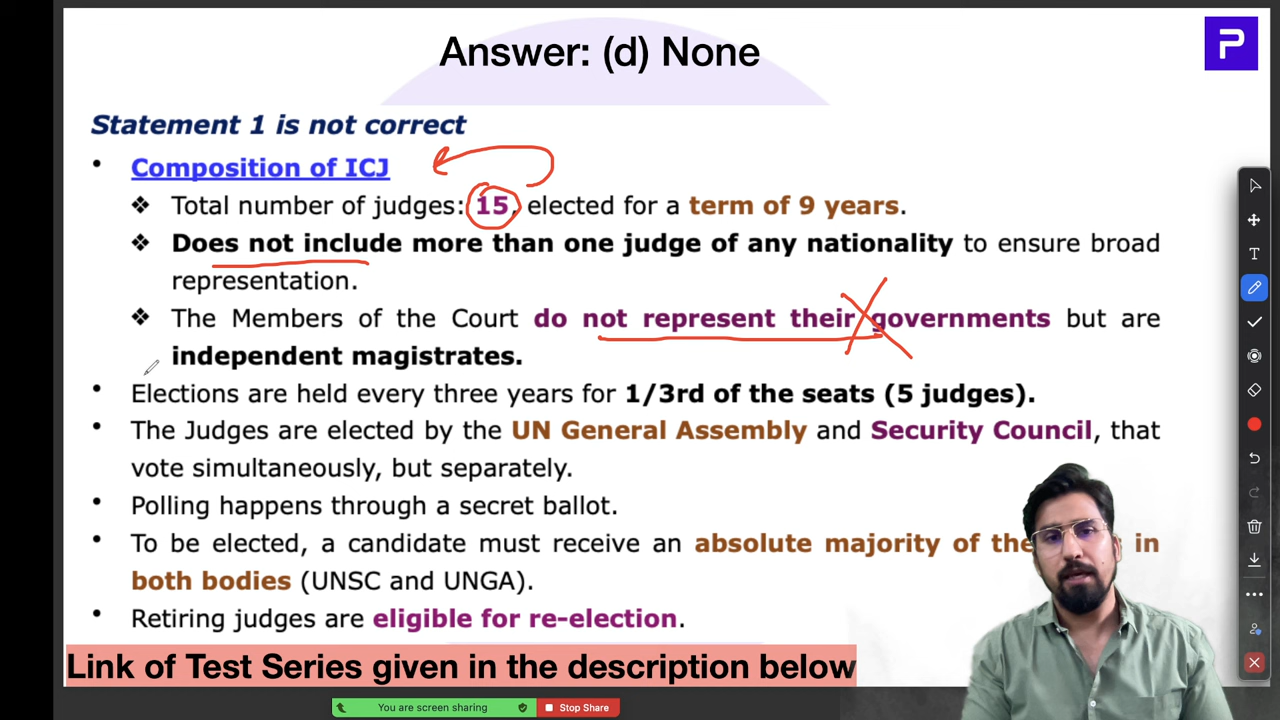 Answer: (d) None
P
Statement 1 is not correct
• Composition of ICJ
❖ Total number of judges: 15, elected for a term of 9 years.
❖ Does not include more than one judge of any nationality to ensure broad
representation.
❖ The Members of the Court do not represent their governments but are
independent magistrates.
• Elections are held every three years for 1/3rd of the seats (5 judges).
• The Judges are elected by the UN General Assembly and Security Council, that
vote simultaneously, but separately.
• Polling happens through a secret ballot.
• To be elected, a candidate must receive an absolute majority of the in
both bodies (UNSC and UNGA).
• Retiring judges are eligible for re-election.
Link of Test Series given in the description below
You are screen sharing Stop Share